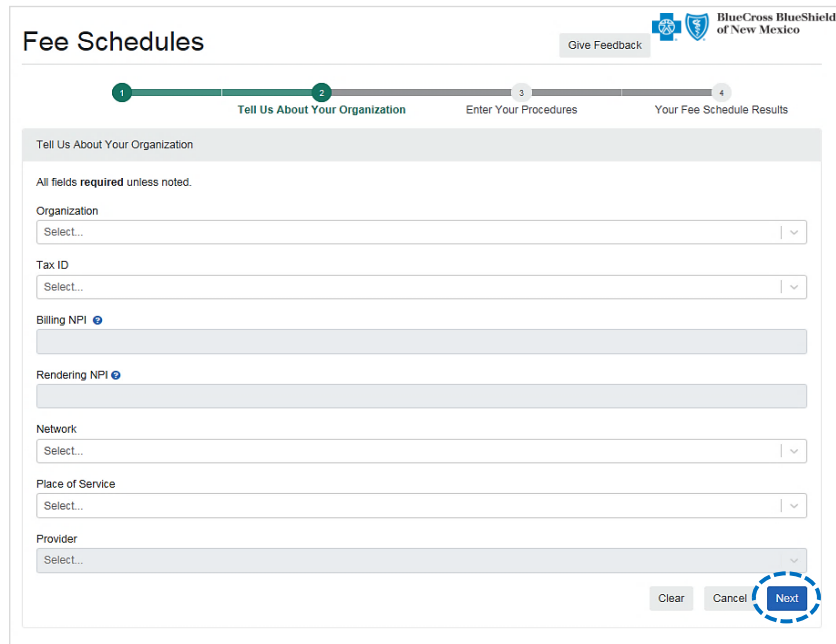 Fee Schedules
Give Feedback
BlueCross BlueShield
of New Mexico
1
2
3
4
Tell Us About Your Organization
Enter Your Procedures
Your Fee Schedule Results
Tell Us About Your Organization
All fields required unless noted.
Organization
Select...
Tax ID
Select...
Billing NPI ?
Rendering NPI ?
Network
Select...
Place of Service
Select...
Provider
Select...
Clear
Cancel
Next